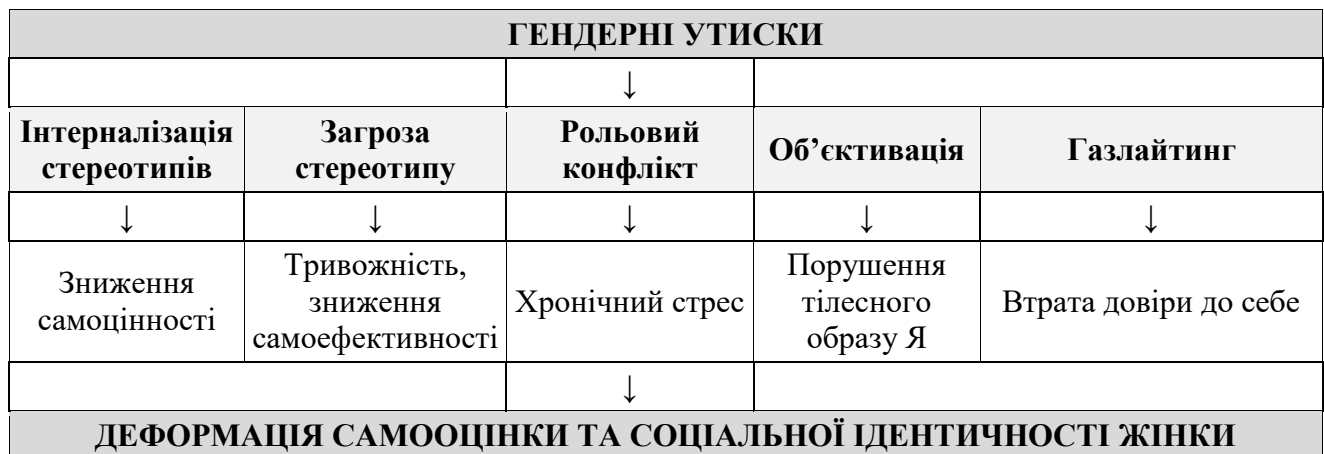 ГЕНДЕРНІ УТИСКИ
↓
Інтерналізація
стереотипів
Загроза
стереотипу
Рольовий
конфлікт
Об’єктивація
Газлайтинг
↓ ↓ ↓ ↓ ↓
Зниження
самоцінності
Тривожність,
зниження
самоефективності
Хронічний стрес
Порушення
тілесного
образу Я
Втрата довіри до себе
↓
ДЕФОРМАЦІЯ САМООЦІНКИ ТА СОЦІАЛЬНОЇ ІДЕНТИЧНОСТІ ЖІНКИ